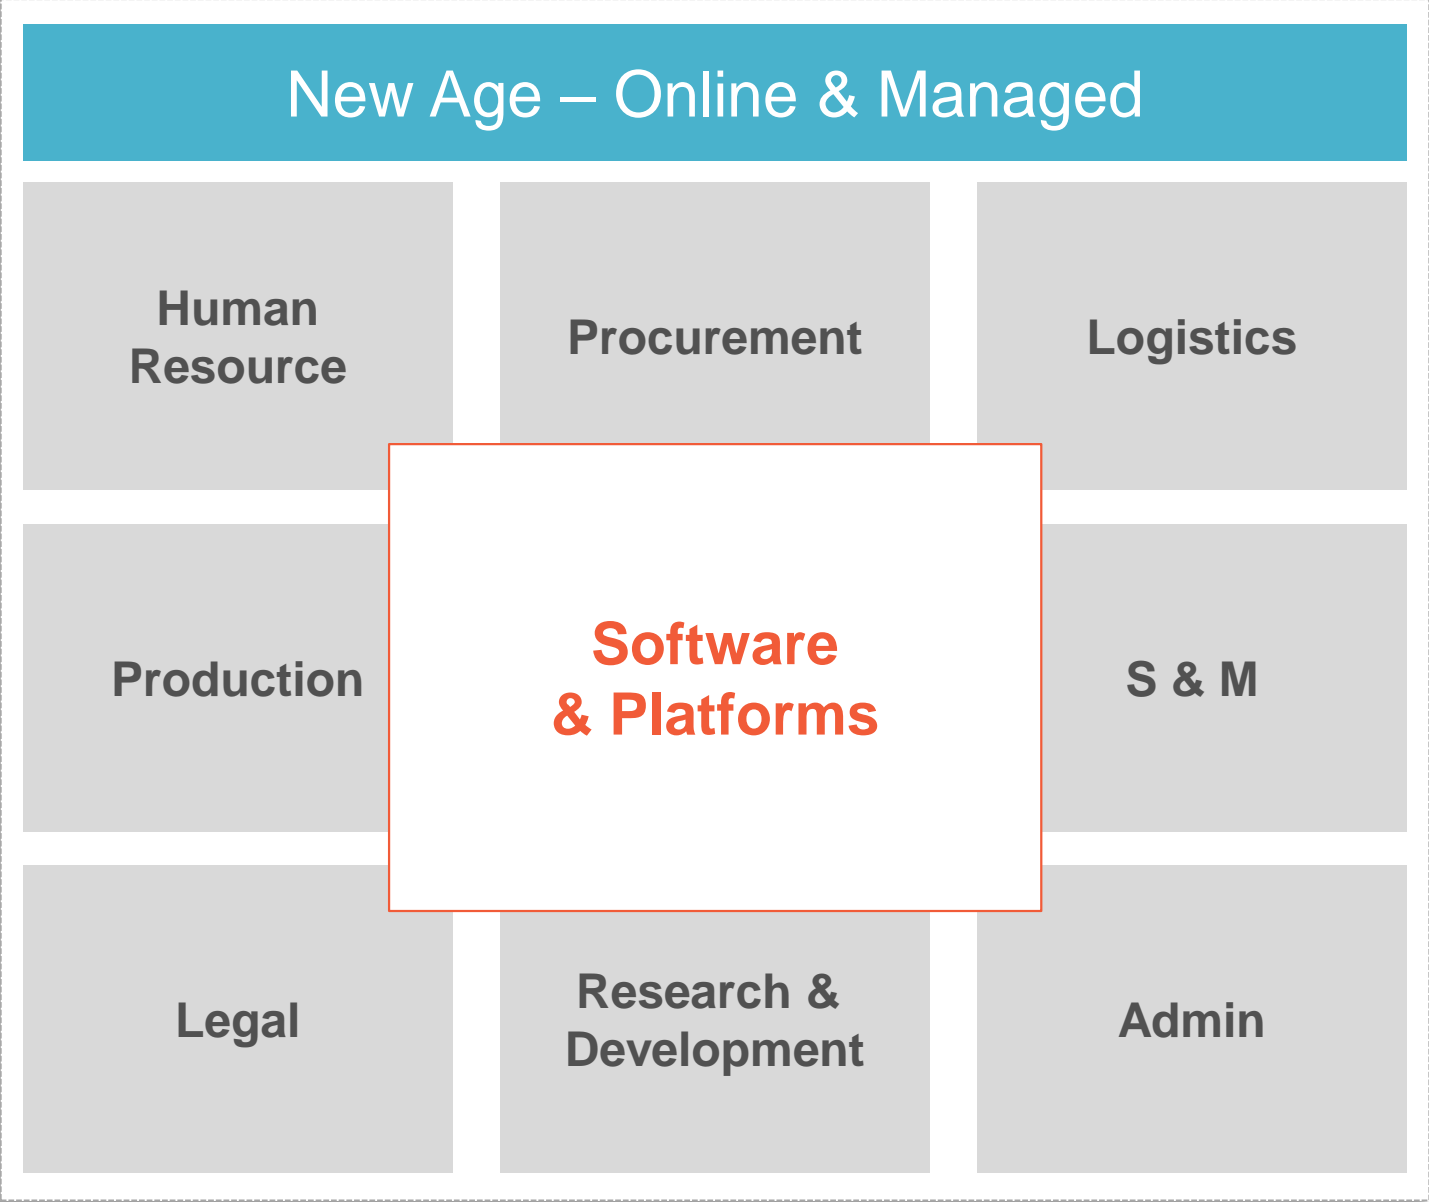 New Age – Online & Managed
Human
Resource
Procurement
Logistics
Production
Software
& Platforms
S & M
Legal
Research &
Development
Admin